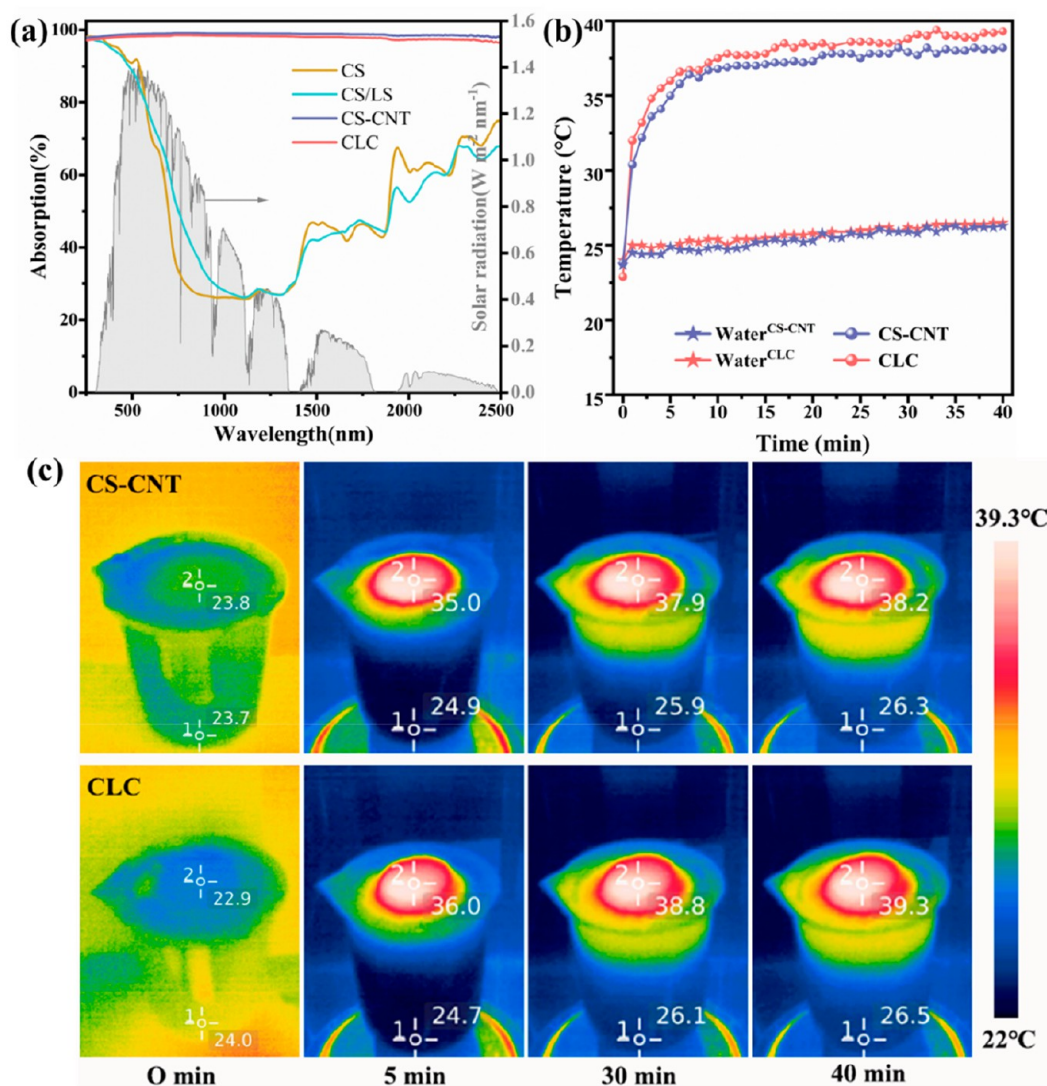 (a)
100
80
60
40
20
0
Absorption(%)
500
1000
1500
2000
2500
Wavelength(nm)
CS
CS/LS
CS-CNT
CLC
1.6
1.4
1.2
1.0
0.8
0.6
0.4
0.2
0.0
Solar radiation(W m⁻² nm⁻¹)
(b)
40
35
30
25
20
15
Temperature (°C)
0
5
10
15
20
25
30
35
40
Time (min)
Water^CS-CNT
CS-CNT
Water^CLC
CLC
(c)
CS-CNT
2
23.8
1
23.7
2
35.0
1
24.9
2
37.9
1
25.9
2
38.2
1
26.3
CLC
2
22.9
1
24.0
2
36.0
1
24.7
2
38.8
1
26.1
2
39.3
1
26.5
39.3°C
22°C
O min
5 min
30 min
40 min